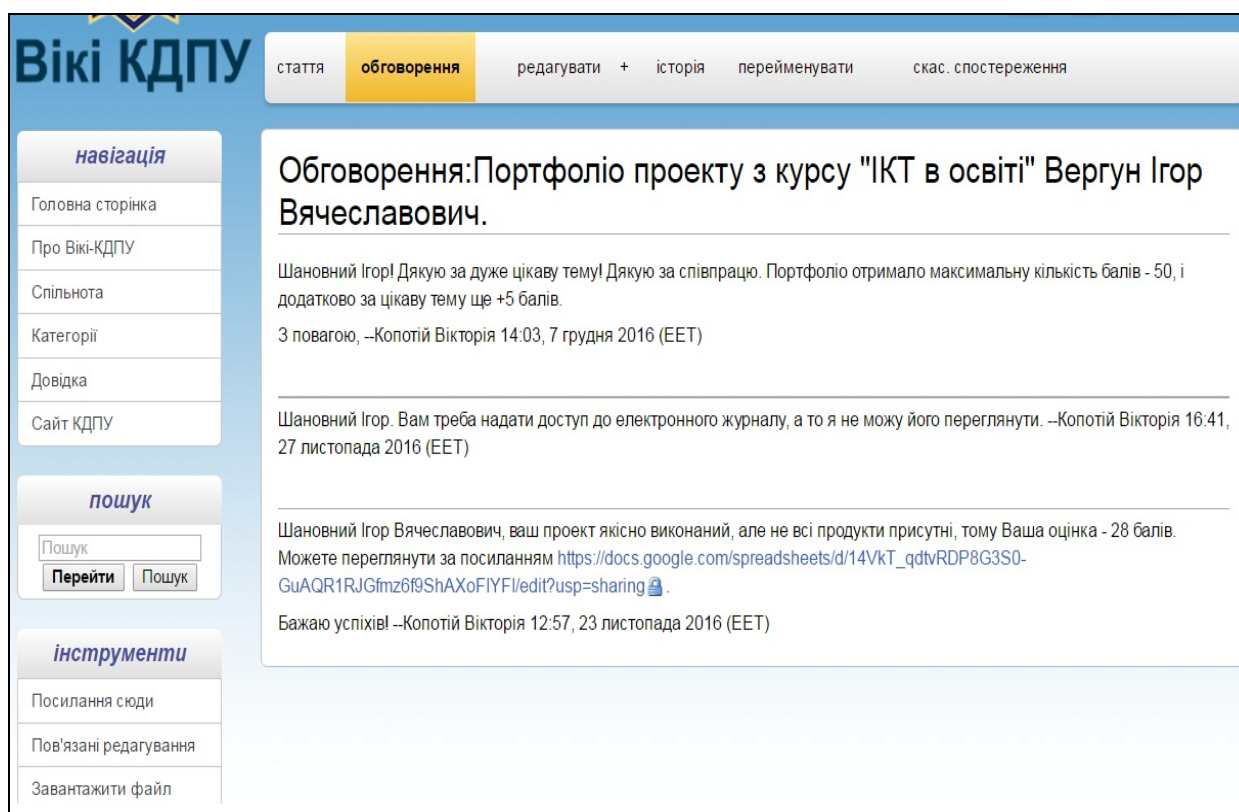 Вікі КДПУ
стаття обговорення редагувати + історія перейменувати скас. спостереження
навігація
Головна сторінка
Про Вікі-КДПУ
Спільнота
Категорії
Довідка
Сайт КДПУ
пошук
Пошук
Перейти Пошук
інструменти
Посилання сюди
Пов'язані редагування
Завантажити файл
Обговорення:Портфоліо проекту з курсу "ІКТ в освіті" Вергун Ігор
Вячеславович.
Шановний Ігор! Дякую за дуже цікаву тему! Дякую за співпрацю. Портфоліо отримало максимальну кількість балів - 50, і
додатково за цікаву тему ще +5 балів.
З повагою, --Копотій Вікторія 14:03, 7 грудня 2016 (EET)
Шановний Ігор. Вам треба надати доступ до електронного журналу, а то я не можу його переглянути. --Копотій Вікторія 16:41,
27 листопада 2016 (EET)
Шановний Ігор Вячеславович, ваш проект якісно виконаний, але не всі продукти присутні, тому Ваша оцінка - 28 балів.
Можете переглянути за посиланням https://docs.google.com/spreadsheets/d/14VkT_qdtvRDP8G3S0-
GuAQR1RJGfmz6f9ShAXoFIYFI/edit?usp=sharing .
Бажаю успіхів! --Копотій Вікторія 12:57, 23 листопада 2016 (EET)